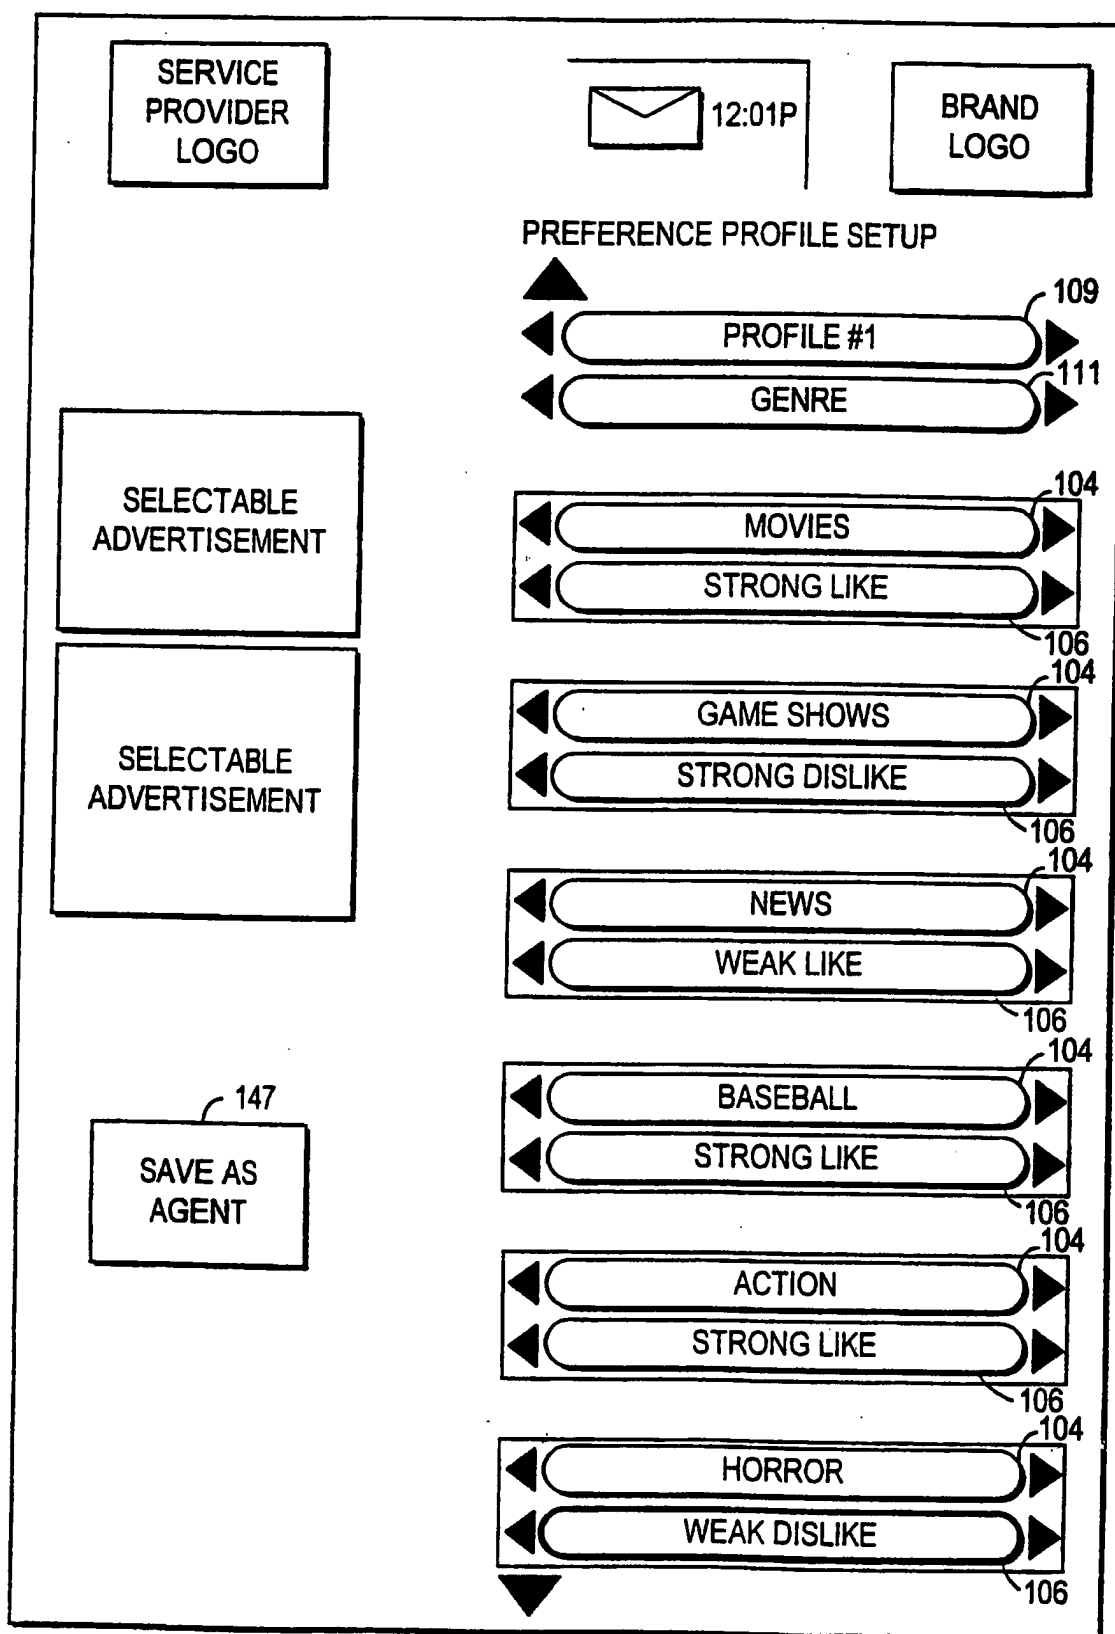 SERVICE
PROVIDER
LOGO
12:01P
BRAND
LOGO
PREFERENCE PROFILE SETUP
109
PROFILE #1
111
GENRE
SELECTABLE
ADVERTISEMENT
104
MOVIES
STRONG LIKE
106
SELECTABLE
ADVERTISEMENT
104
GAME SHOWS
STRONG DISLIKE
106
104
NEWS
WEAK LIKE
106
147
SAVE AS
AGENT
104
BASEBALL
STRONG LIKE
106
104
ACTION
STRONG LIKE
106
104
HORROR
WEAK DISLIKE
106